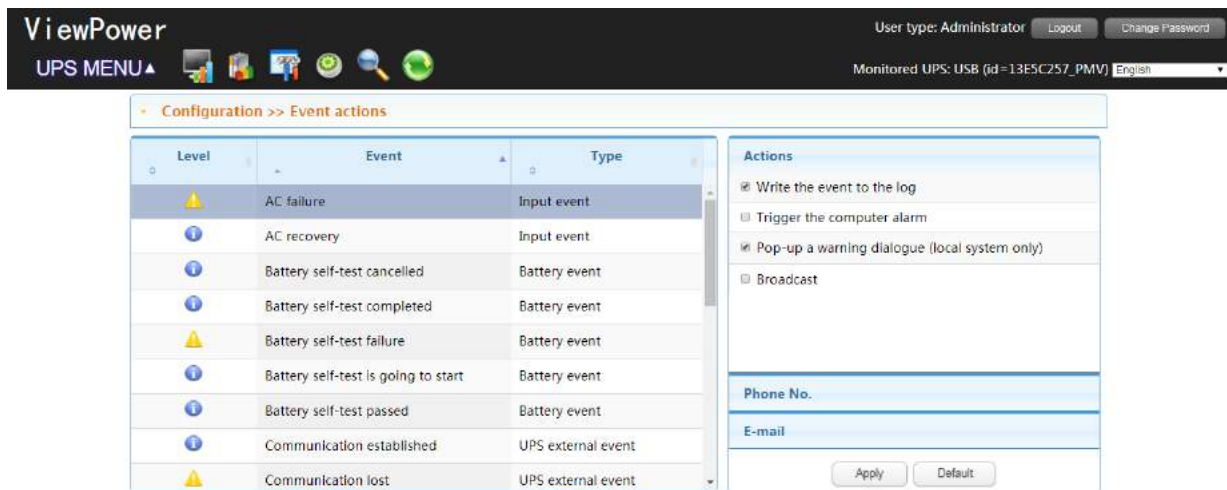 ViewPower
User type: Administrator Logout Change Password
UPS MENU▲
Monitored UPS: USB (id=13E5C257_PMV) English
Configuration >> Event actions
Level Event Type
AC failure Input event
AC recovery Input event
Battery self-test cancelled Battery event
Battery self-test completed Battery event
Battery self-test failure Battery event
Battery self-test is going to start Battery event
Battery self-test passed Battery event
Communication established UPS external event
Communication lost UPS external event
Actions
Write the event to the log
Trigger the computer alarm
Pop-up a warning dialogue (local system only)
Broadcast
Phone No.
E-mail
Apply Default